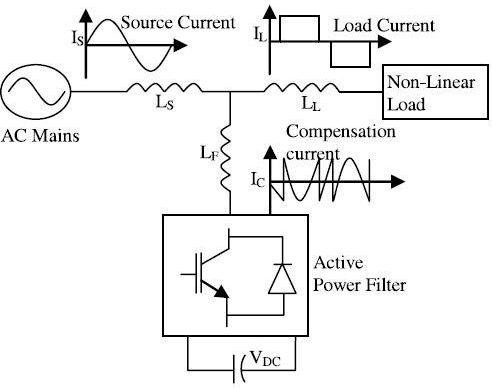 Source Current
Load Current
IS
IL
Non-Linear
Load
LS
LL
AC Mains
Compensation
current
LF
IC
Active
Power Filter
VDC